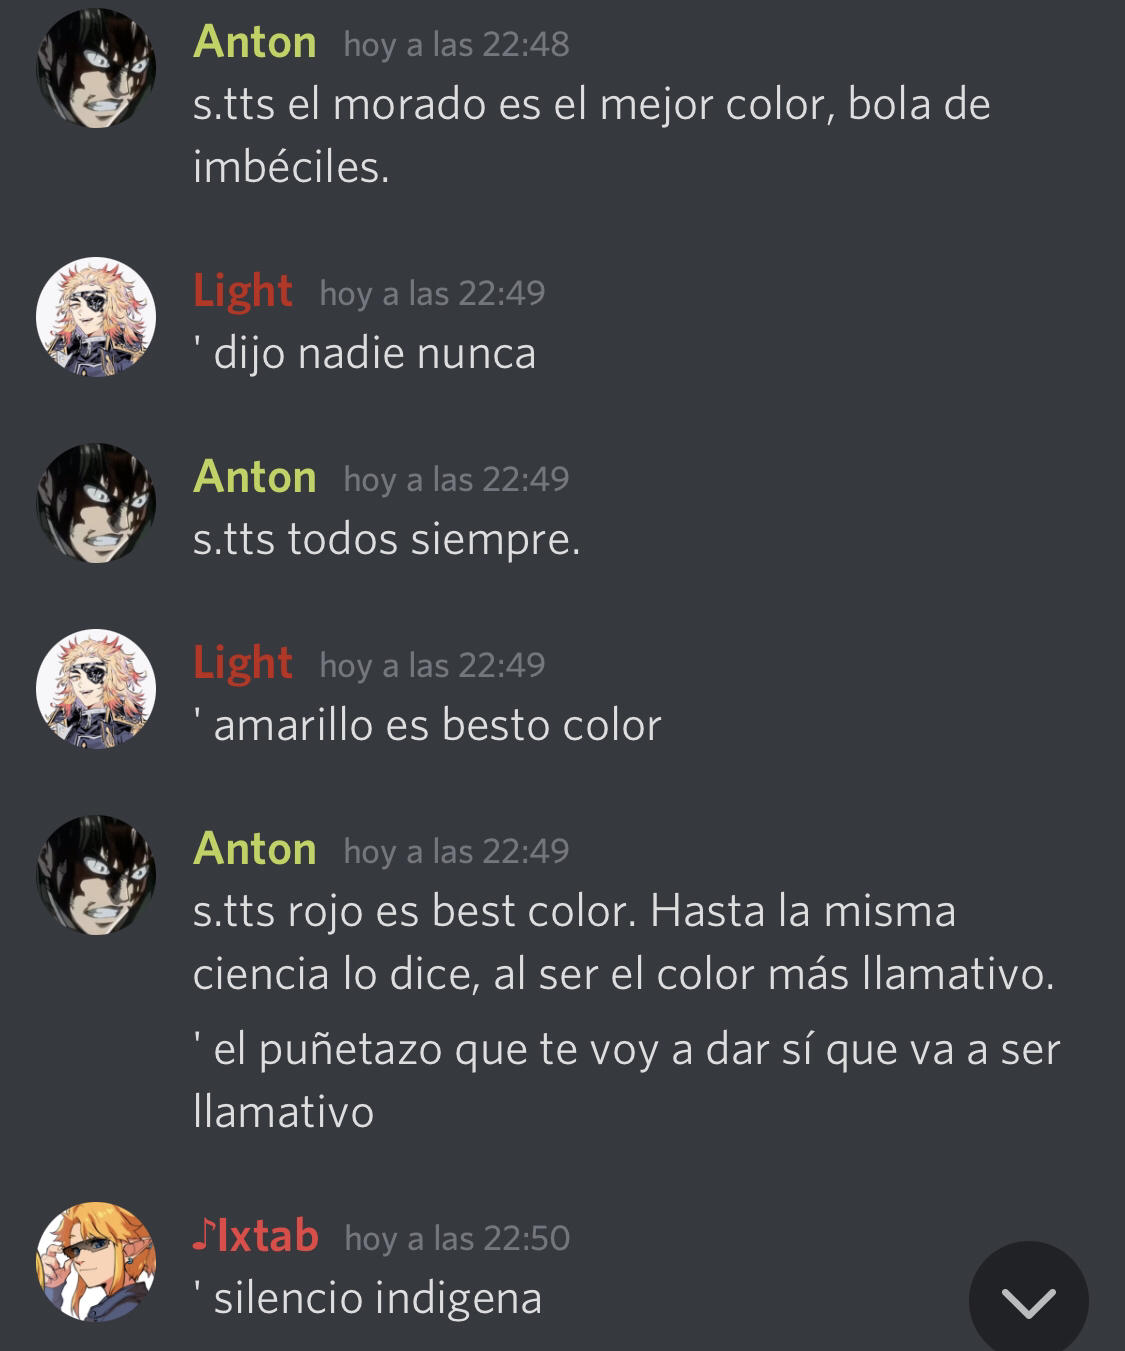 Anton hoy a las 22:48
s.tts el morado es el mejor color, bola de
imbéciles.
Light hoy a las 22:49
' dijo nadie nunca
Anton hoy a las 22:49
s.tts todos siempre.
Light hoy a las 22:49
' amarillo es besto color
Anton hoy a las 22:49
s.tts rojo es best color. Hasta la misma
ciencia lo dice, al ser el color más llamativo.
' el puñetazo que te voy a dar sí que va a ser
llamativo
♪Ixtab hoy a las 22:50
' silencio indigena